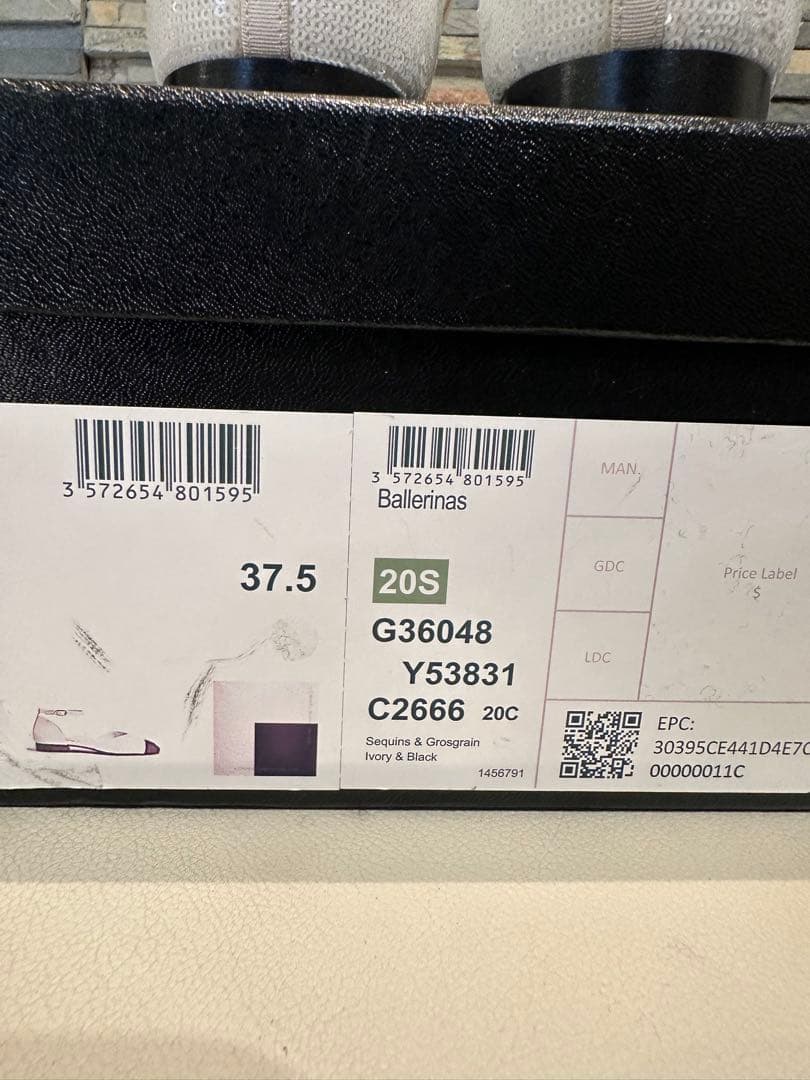 3 572654 801595
37.5
3 572654 801595
Ballerinas
20S
G36048
Y53831
C2666 20C
Sequins & Grosgrain
Ivory & Black
1456791
MAN.
GDC
LDC
Price Label
$
EPC:
30395CE441D4E7C
00000011C